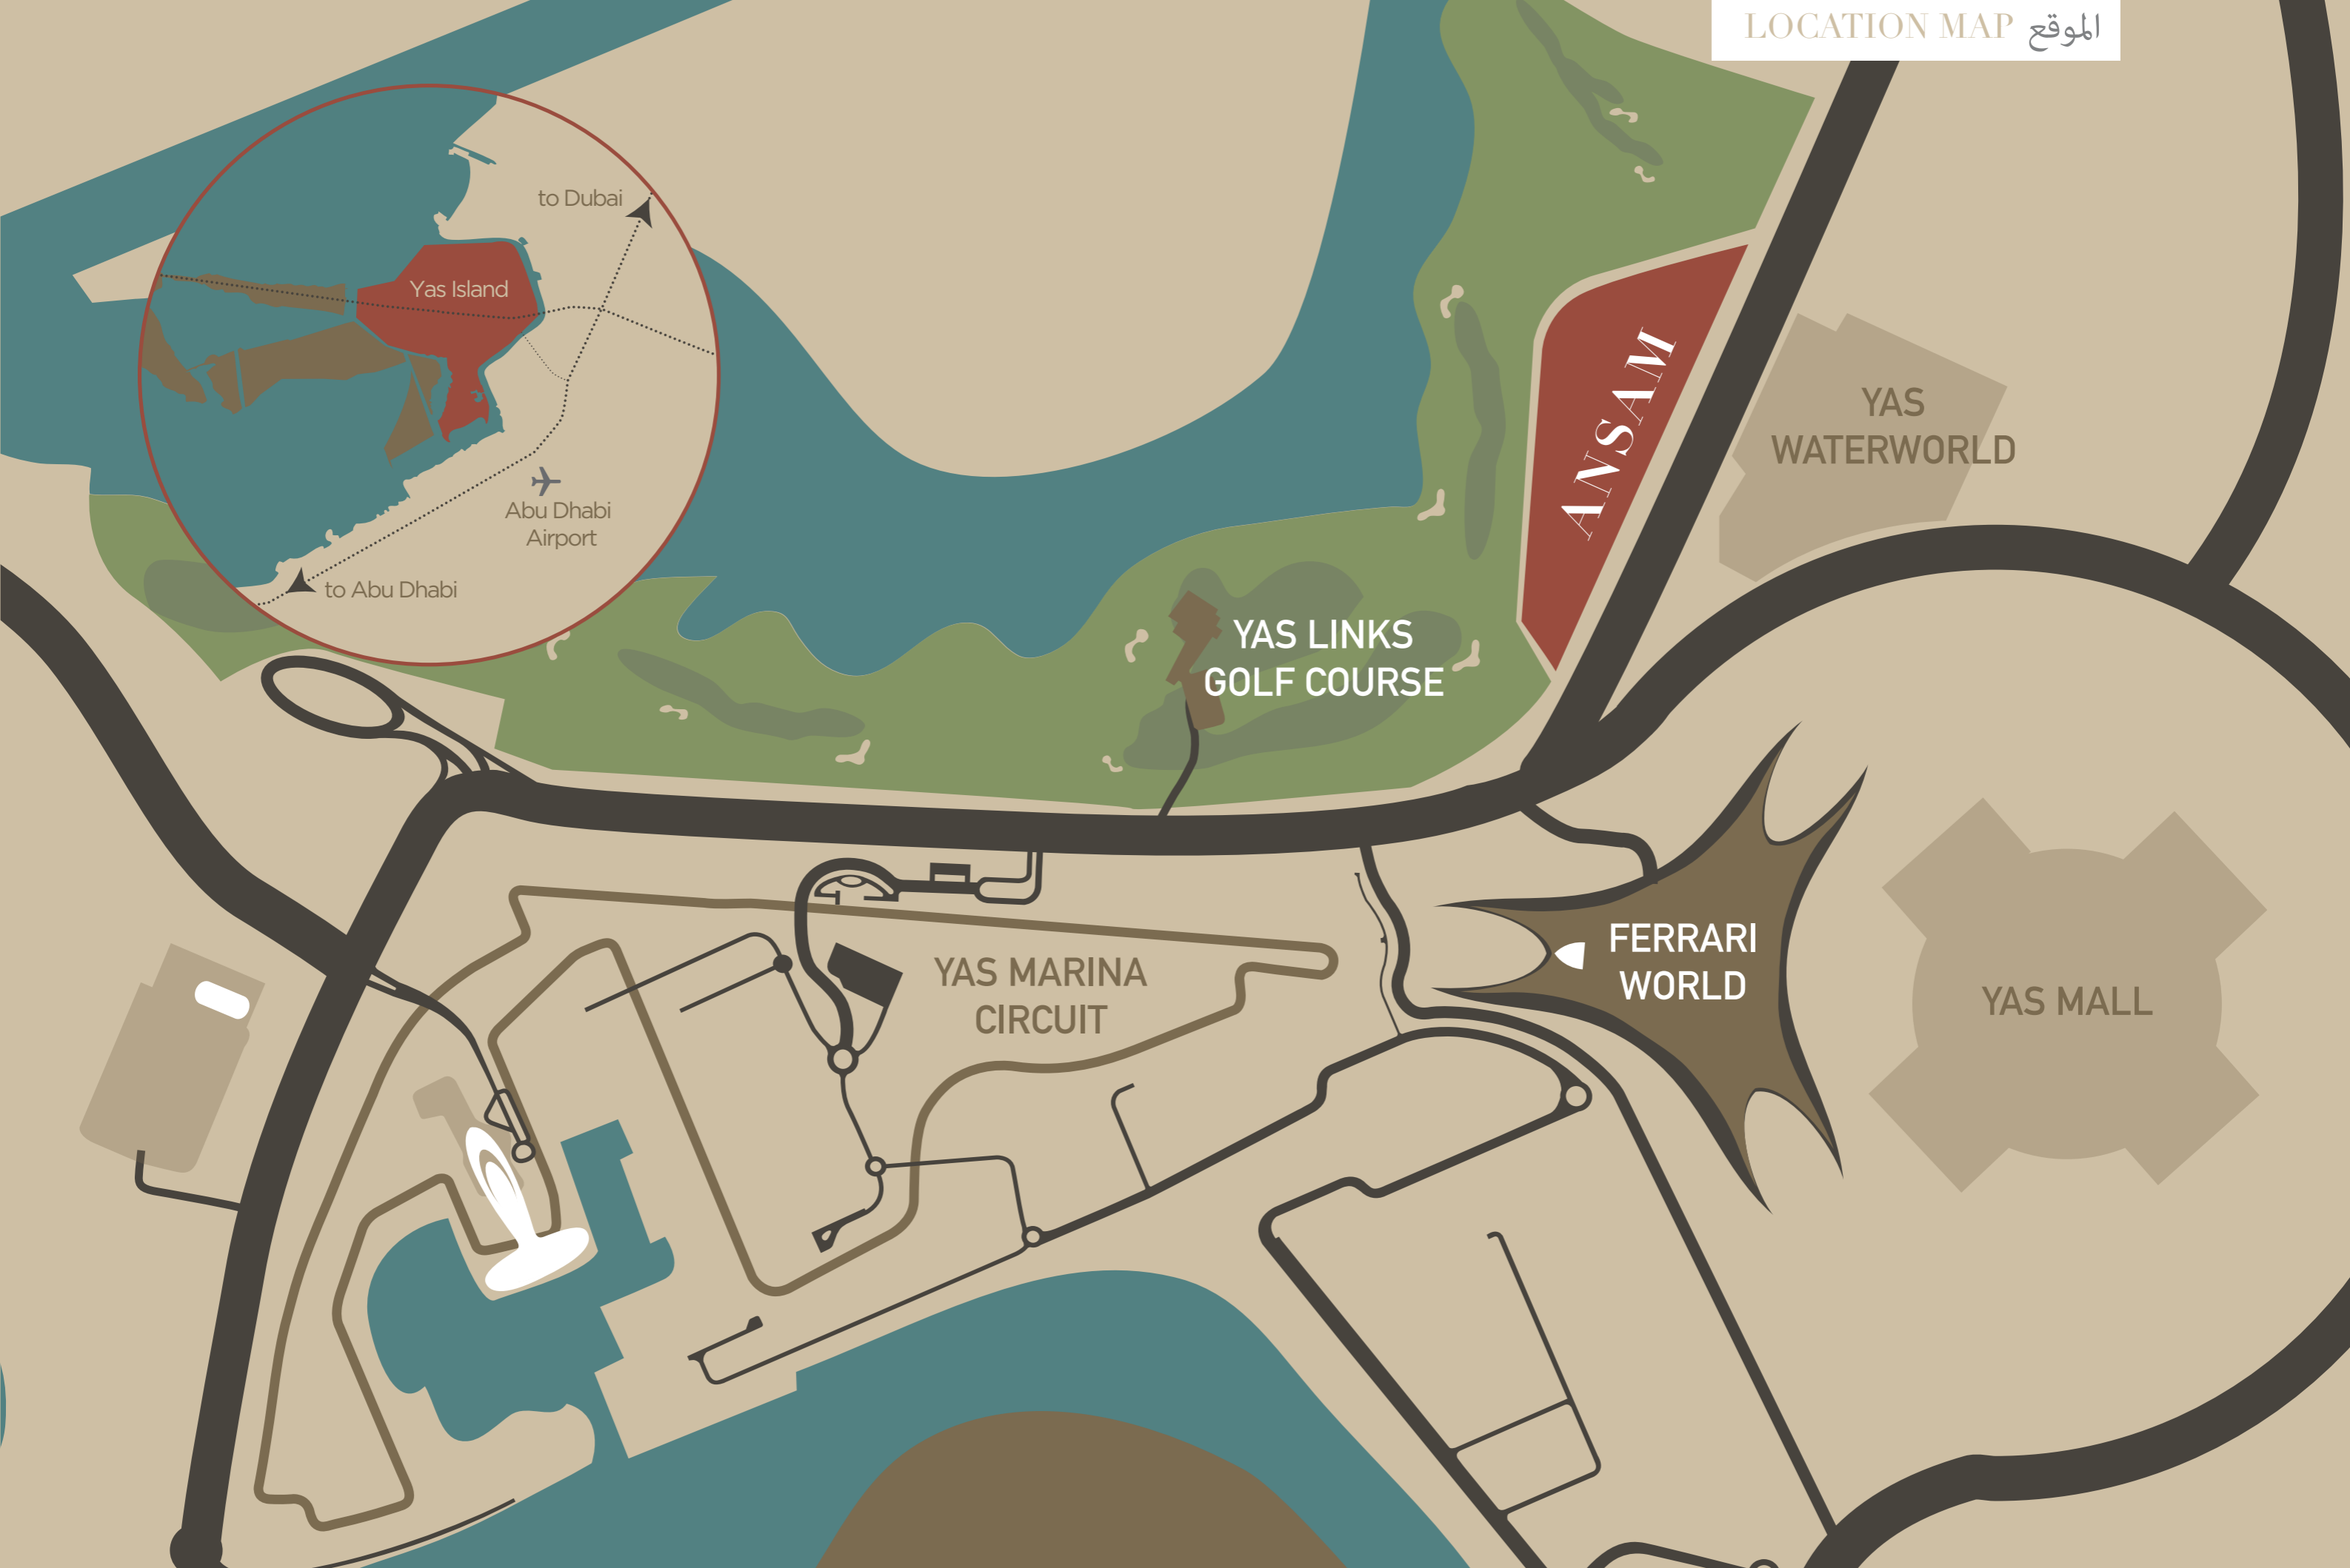 LOCATION MAP الموقع
to Dubai
Yas Island
Abu Dhabi
Airport
to Abu Dhabi
ANSAM
YAS
WATERWORLD
YAS LINKS
GOLF COURSE
FERRARI
WORLD
YAS MARINA
CIRCUIT
YAS MALL